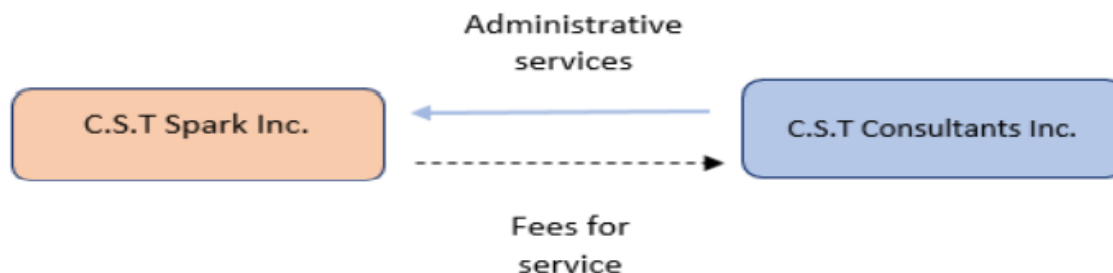 Administrative
services
C.S.T Spark Inc.
C.S.T Consultants Inc.
Fees for
service